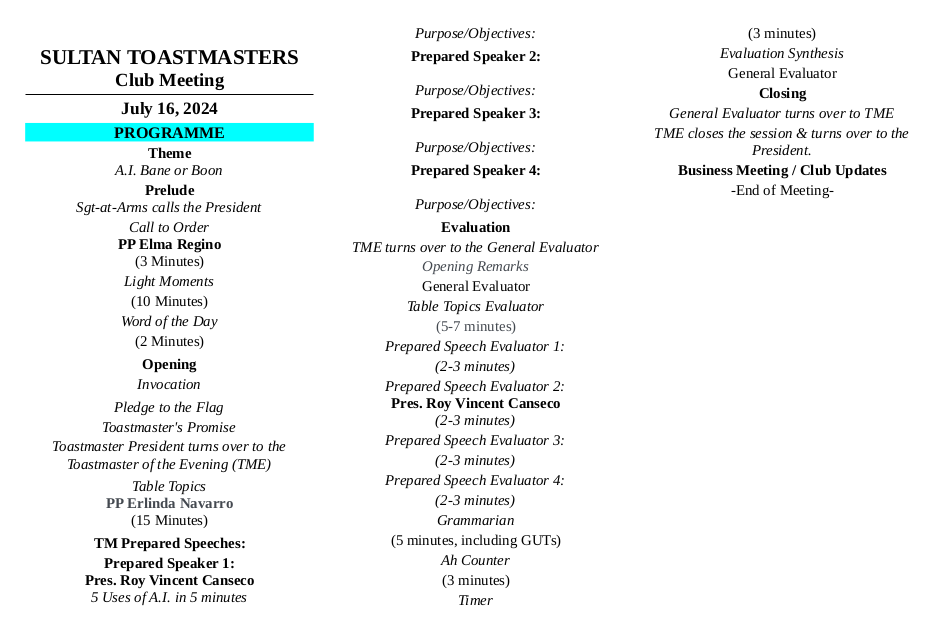 SULTAN TOASTMASTERS
Club Meeting
July 16, 2024
PROGRAMME
Theme
A.I. Bane or Boon
Prelude
Sgt-at-Arms calls the President
Call to Order
PP Elma Regino
(3 Minutes)
Light Moments
(10 Minutes)
Word of the Day
(2 Minutes)
Opening
Invocation
Pledge to the Flag
Toastmaster's Promise
Toastmaster President turns over to the
Toastmaster of the Evening (TME)
Table Topics
PP Erlinda Navarro
(15 Minutes)
TM Prepared Speeches:
Prepared Speaker 1:
Pres. Roy Vincent Canseco
5 Uses of A.I. in 5 minutes
Purpose/Objectives:
Prepared Speaker 2:
Purpose/Objectives:
Prepared Speaker 3:
Purpose/Objectives:
Prepared Speaker 4:
Purpose/Objectives:
Evaluation
TME turns over to the General Evaluator
Opening Remarks
General Evaluator
Table Topics Evaluator
(5-7 minutes)
Prepared Speech Evaluator 1:
(2-3 minutes)
Prepared Speech Evaluator 2:
Pres. Roy Vincent Canseco
(2-3 minutes)
Prepared Speech Evaluator 3:
(2-3 minutes)
Prepared Speech Evaluator 4:
(2-3 minutes)
Grammarian
(5 minutes, including GUTs)
Ah Counter
(3 minutes)
Timer
(3 minutes)
Evaluation Synthesis
General Evaluator
Closing
General Evaluator turns over to TME
TME closes the session & turns over to the
President.
Business Meeting / Club Updates
-End of Meeting-